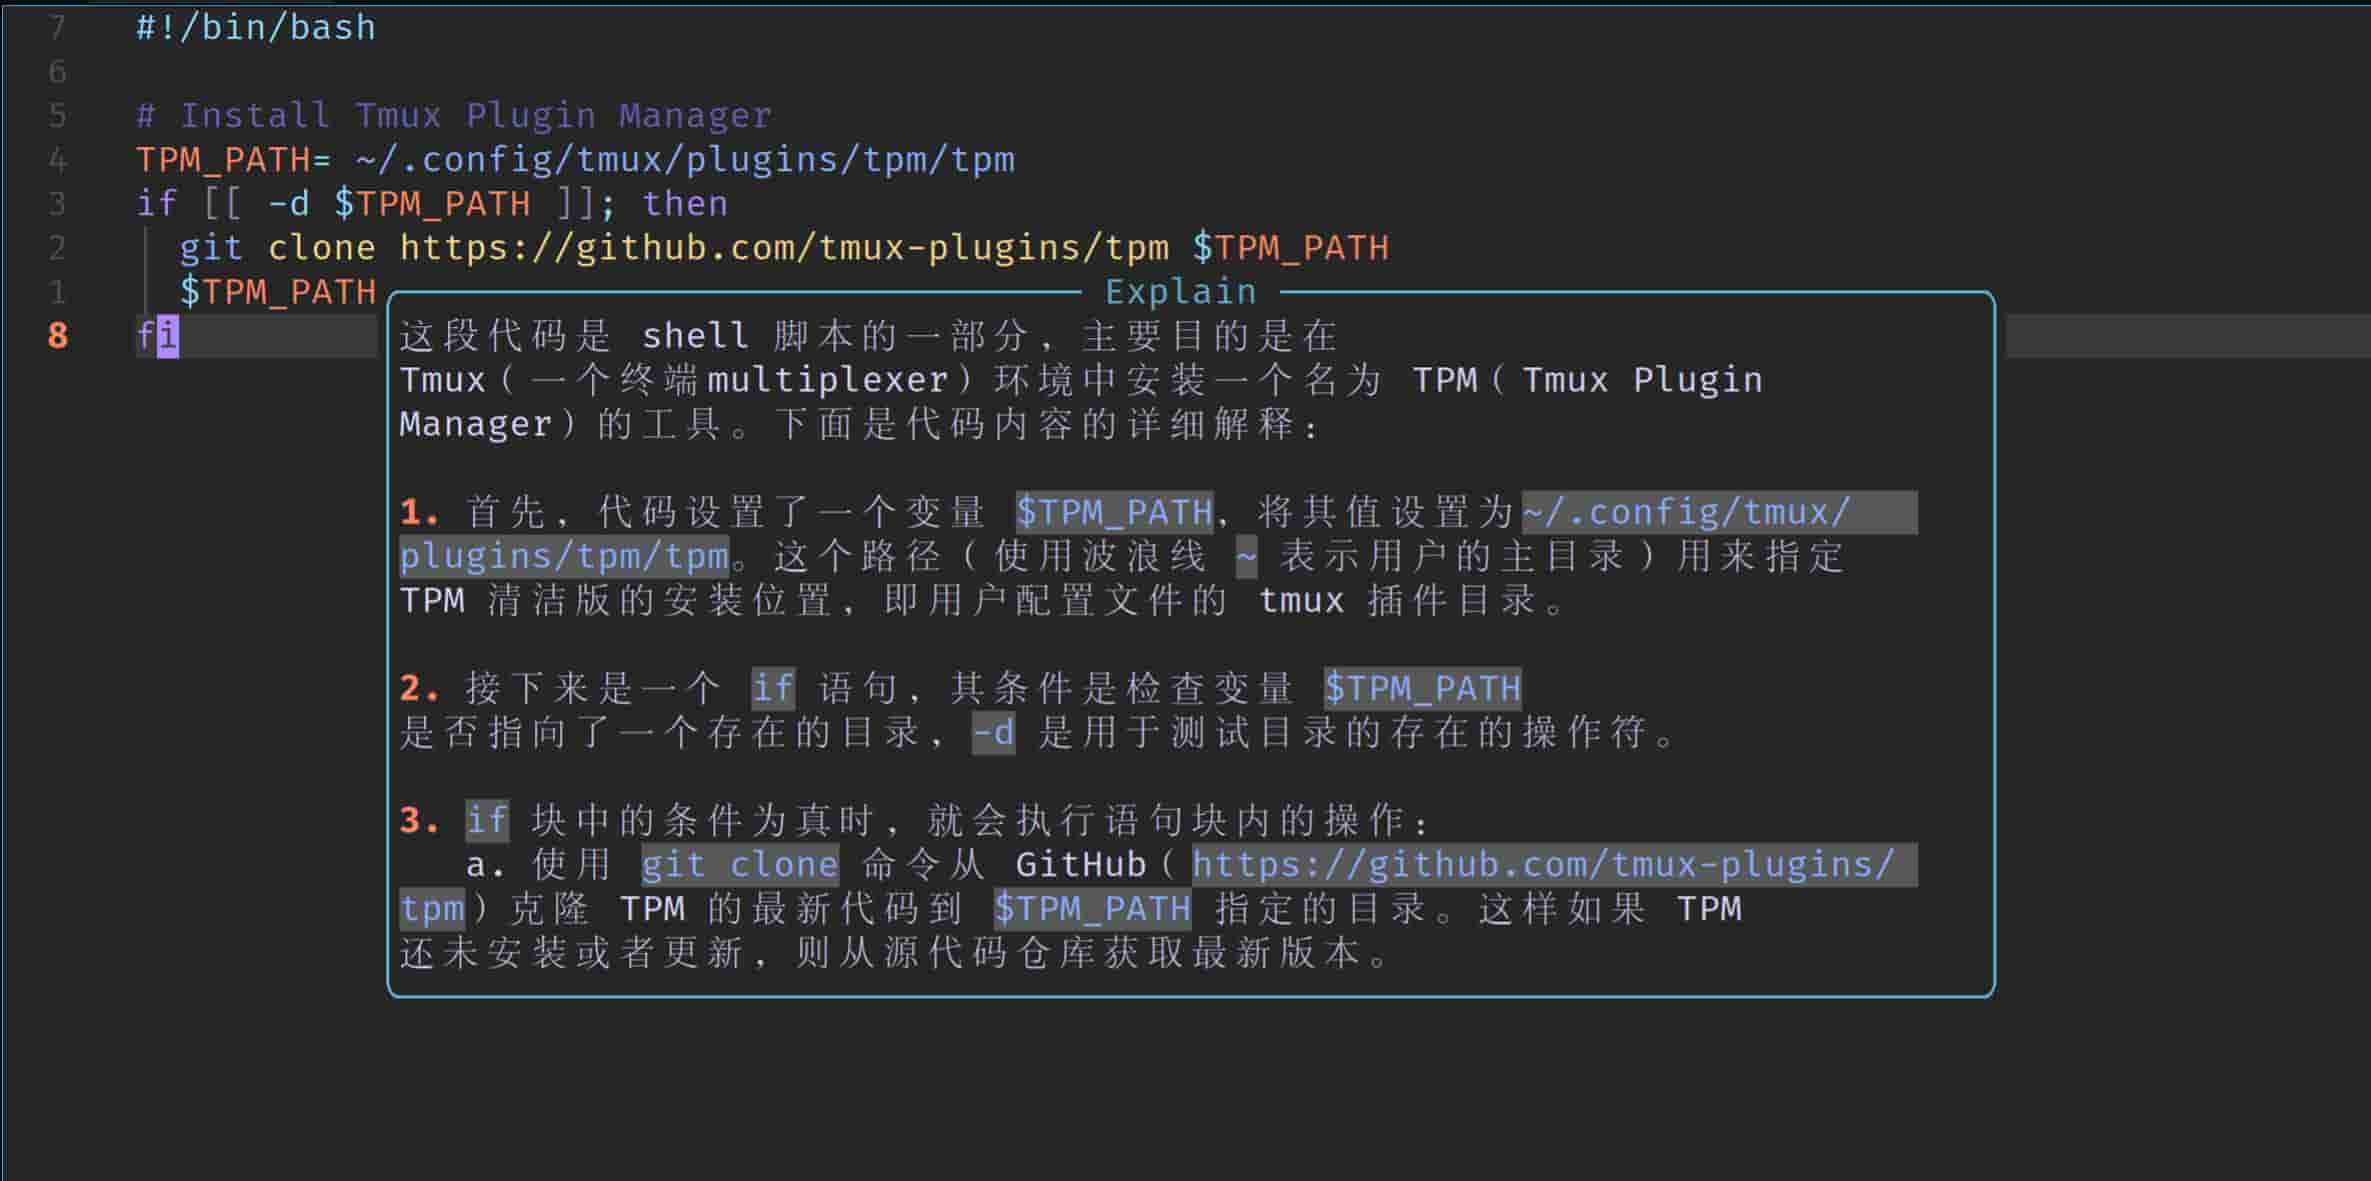 7 #!/bin/bash
6
5 # Install Tmux Plugin Manager
4 TPM_PATH= ~/.config/tmux/plugins/tpm/tpm
3 if [[ -d $TPM_PATH ]]; then
2 git clone https://github.com/tmux-plugins/tpm $TPM_PATH
1 $TPM_PATH
Explain
8 fi
这段代码是 shell 脚本的一部分，主要目的是在
Tmux（一个终端multiplexer）环境中安装一个名为 TPM（Tmux Plugin
Manager）的工具。下面是代码内容的详细解释：
1. 首先，代码设置了一个变量 $TPM_PATH，将其值设置为~/.config/tmux/
plugins/tpm/tpm。这个路径（使用波浪线 ~ 表示用户的主目录）用来指定
TPM 清洁版的安装位置，即用户配置文件的 tmux 插件目录。
2. 接下来是一个 if 语句，其条件是检查变量 $TPM_PATH
是否指向了一个存在的目录，-d 是用于测试目录的存在的操作符。
3. if 块中的条件为真时，就会执行语句块内的操作：
a. 使用 git clone 命令从 GitHub（https://github.com/tmux-plugins/
tpm）克隆 TPM 的最新代码到 $TPM_PATH 指定的目录。这样如果 TPM
还未安装或者更新，则从源代码仓库获取最新版本。